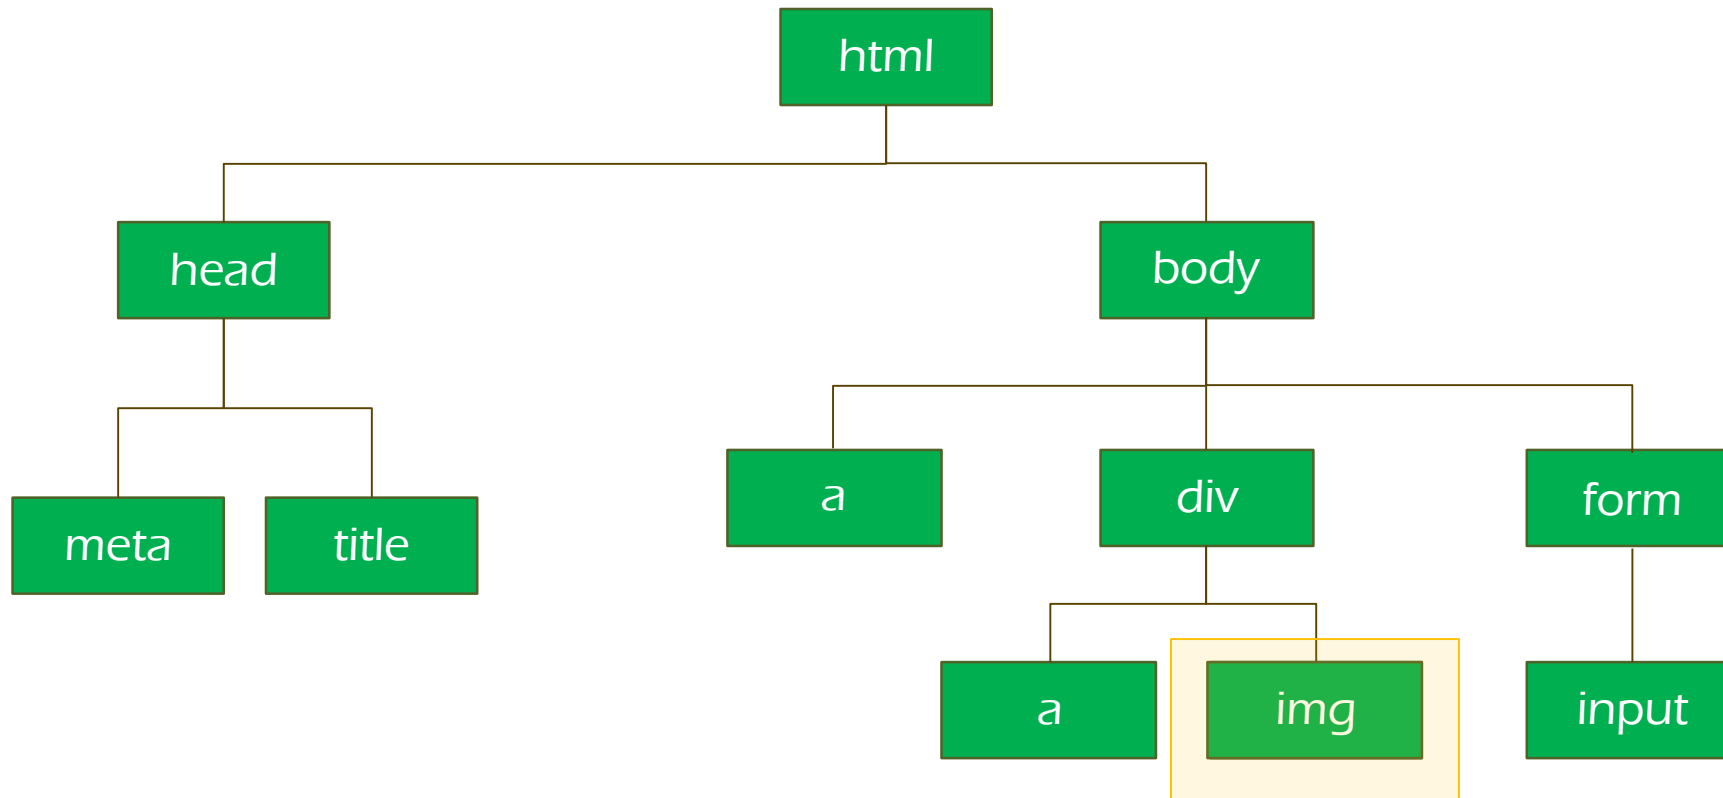 html
head
body
a
div
form
meta
title
a
img
input